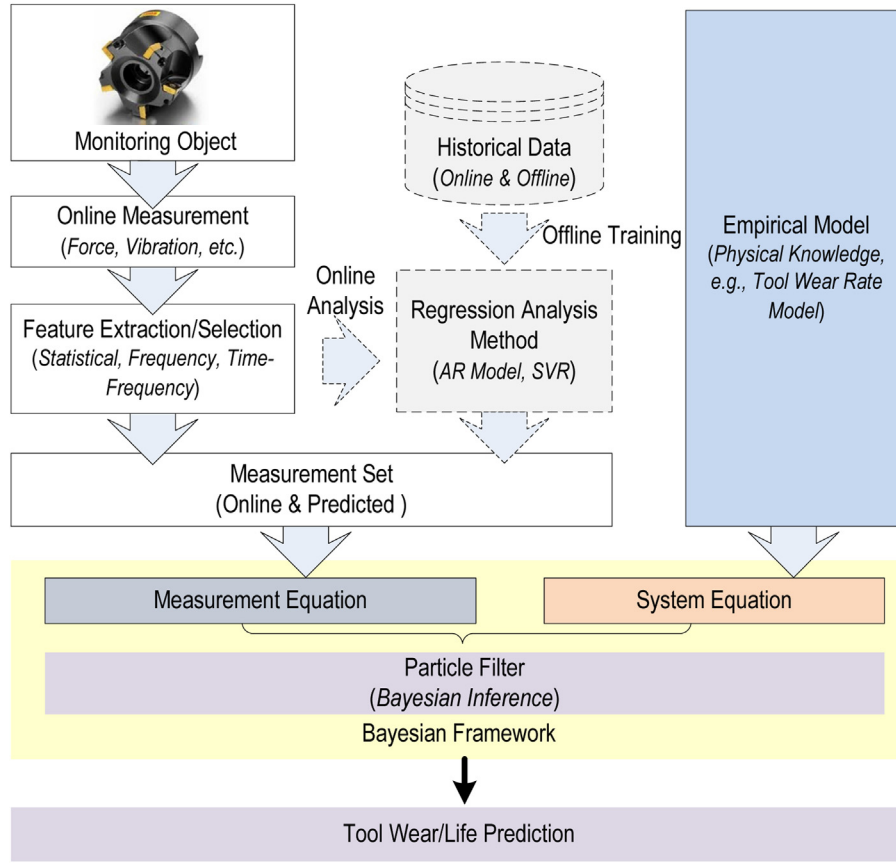 Monitoring Object
Online Measurement
(Force, Vibration, etc.)
Feature Extraction/Selection
(Statistical, Frequency, Time-
Frequency)
Historical Data
(Online & Offline)
Offline Training
Online
Analysis
Regression Analysis
Method
(AR Model, SVR)
Empirical Model
(Physical Knowledge,
e.g., Tool Wear Rate
Model)
Measurement Set
(Online & Predicted )
Measurement Equation
System Equation
Particle Filter
(Bayesian Inference)
Bayesian Framework
Tool Wear/Life Prediction